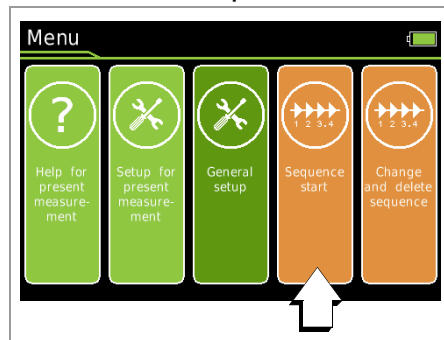 Menu
?
Help for
present
measure-
ment
Setup for
present
measure-
ment
General
setup
1 2 3.4
Sequence
start
1 2 3.4
Change
and delete
sequence